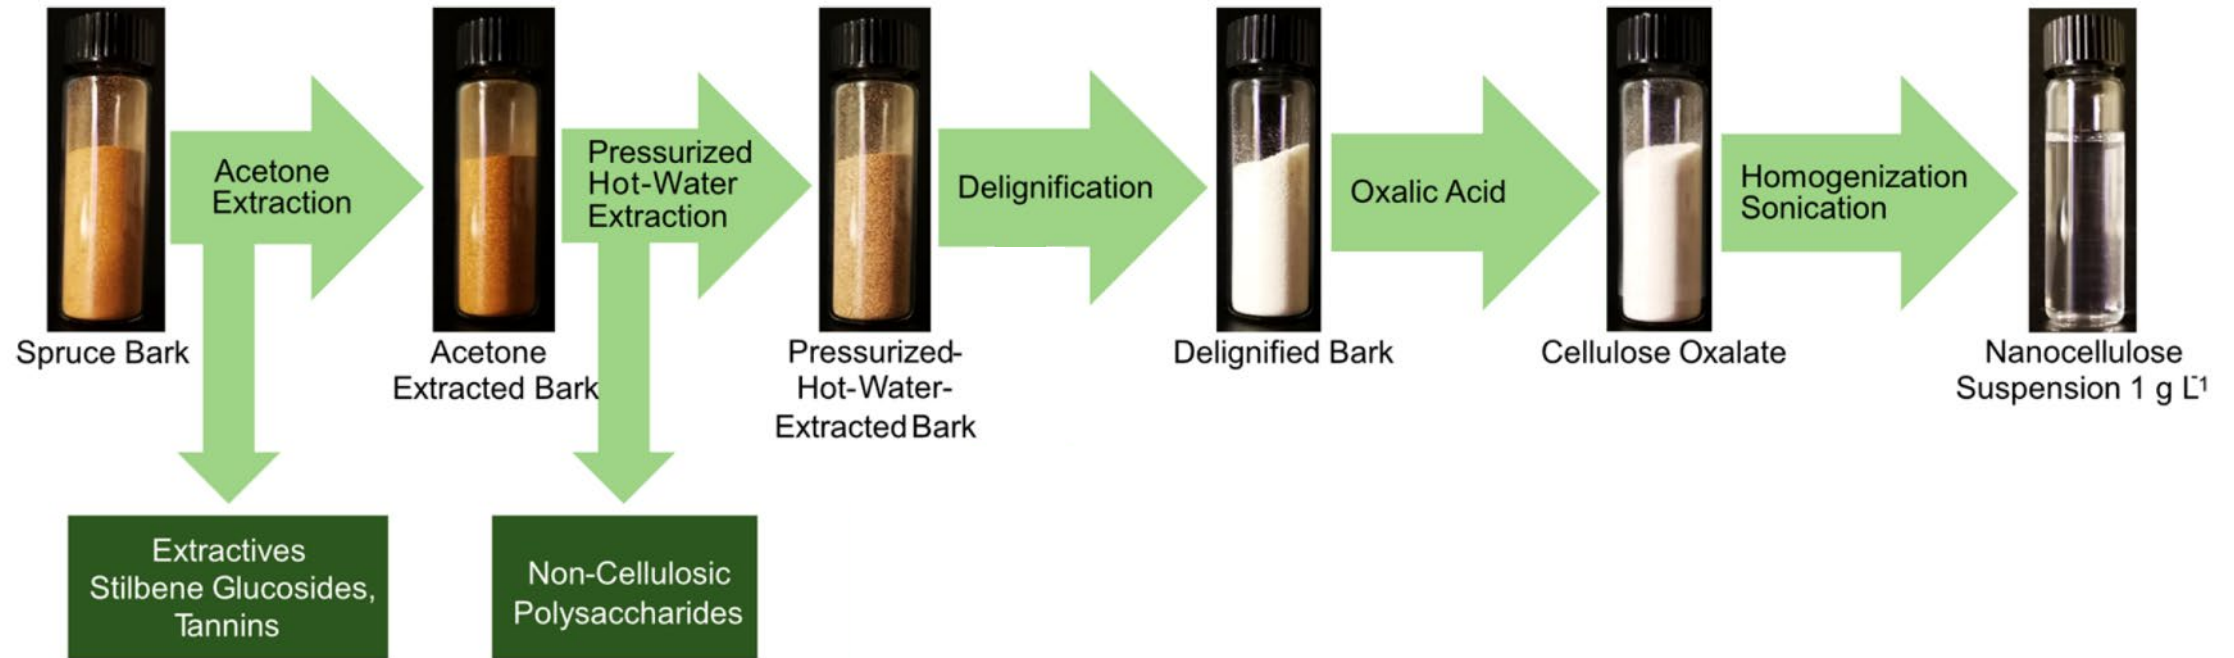 Acetone
Extraction
Pressurized
Hot-Water
Extraction
Delignification
Oxalic Acid
Homogenization
Sonication
Spruce Bark
Acetone
Extracted Bark
Pressurized-
Hot-Water-
Extracted Bark
Delignified Bark
Cellulose Oxalate
Nanocellulose
Suspension 1 g L⁻¹
Extractives
Stilbene Glucosides,
Tannins
Non-Cellulosic
Polysaccharides